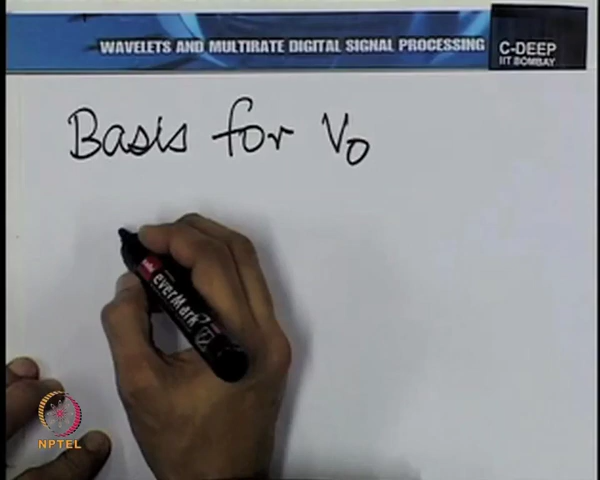 WAVELETS AND MULTIRATE DIGITAL SIGNAL PROCESSING
C-DEEP
IIT BOMBAY
Basis for V₀
everMark
NPTEL